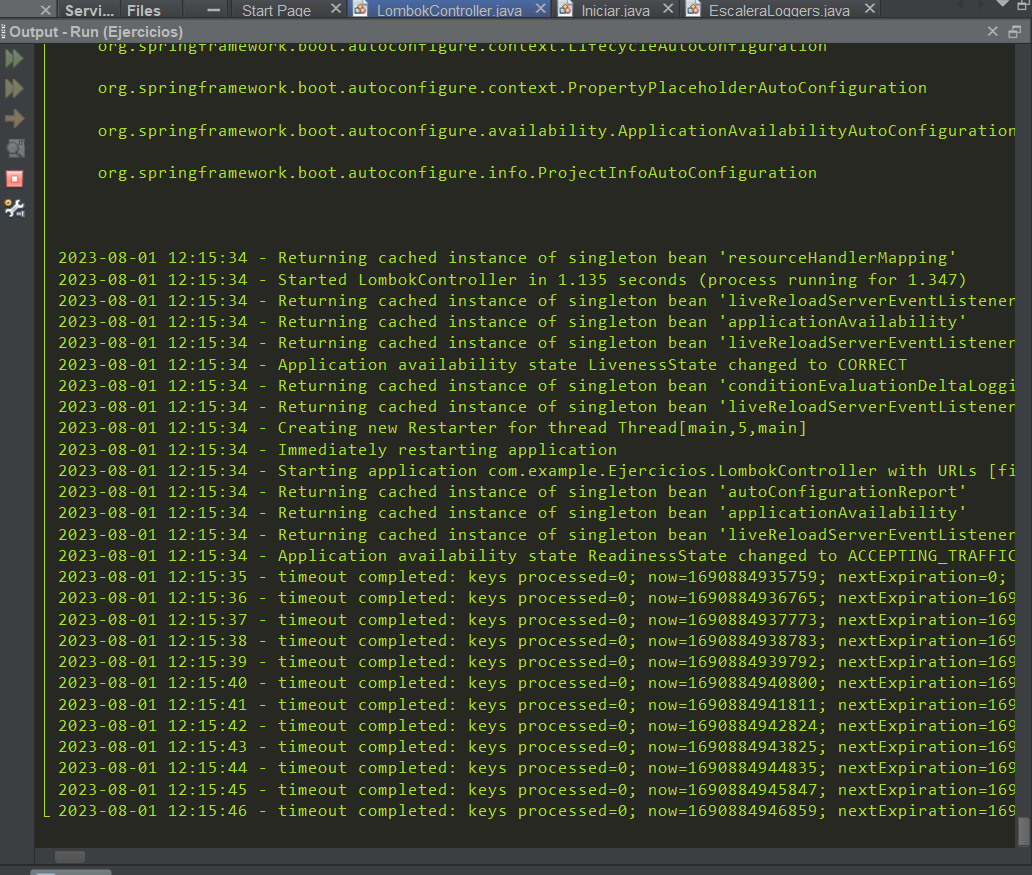 Servi... Files Start Page LombokController.java Iniciar.java EscaleraLoggers.java
Output - Run (Ejercicios)
org.springframework.boot.autoconfigure.context.LifecycleAutoConfiguration
org.springframework.boot.autoconfigure.context.PropertyPlaceholderAutoConfiguration
org.springframework.boot.autoconfigure.availability.ApplicationAvailabilityAutoConfiguration
org.springframework.boot.autoconfigure.info.ProjectInfoAutoConfiguration
2023-08-01 12:15:34 - Returning cached instance of singleton bean 'resourceHandlerMapping'
2023-08-01 12:15:34 - Started LombokController in 1.135 seconds (process running for 1.347)
2023-08-01 12:15:34 - Returning cached instance of singleton bean 'liveReloadServerEventListener
2023-08-01 12:15:34 - Returning cached instance of singleton bean 'applicationAvailability'
2023-08-01 12:15:34 - Returning cached instance of singleton bean 'liveReloadServerEventListener
2023-08-01 12:15:34 - Application availability state LivenessState changed to CORRECT
2023-08-01 12:15:34 - Returning cached instance of singleton bean 'conditionEvaluationDeltaLoggi
2023-08-01 12:15:34 - Returning cached instance of singleton bean 'liveReloadServerEventListener
2023-08-01 12:15:34 - Creating new Restarter for thread Thread[main,5,main]
2023-08-01 12:15:34 - Immediately restarting application
2023-08-01 12:15:34 - Starting application com.example.Ejercicios.LombokController with URLs [fi
2023-08-01 12:15:34 - Returning cached instance of singleton bean 'autoConfigurationReport'
2023-08-01 12:15:34 - Returning cached instance of singleton bean 'applicationAvailability'
2023-08-01 12:15:34 - Returning cached instance of singleton bean 'liveReloadServerEventListener
2023-08-01 12:15:34 - Application availability state ReadinessState changed to ACCEPTING_TRAFFIC
2023-08-01 12:15:35 - timeout completed: keys processed=0; now=1690884935759; nextExpiration=0;
2023-08-01 12:15:36 - timeout completed: keys processed=0; now=1690884936765; nextExpiration=169
2023-08-01 12:15:37 - timeout completed: keys processed=0; now=1690884937773; nextExpiration=169
2023-08-01 12:15:38 - timeout completed: keys processed=0; now=1690884938783; nextExpiration=169
2023-08-01 12:15:39 - timeout completed: keys processed=0; now=1690884939792; nextExpiration=169
2023-08-01 12:15:40 - timeout completed: keys processed=0; now=1690884940800; nextExpiration=169
2023-08-01 12:15:41 - timeout completed: keys processed=0; now=1690884941811; nextExpiration=169
2023-08-01 12:15:42 - timeout completed: keys processed=0; now=1690884942824; nextExpiration=169
2023-08-01 12:15:43 - timeout completed: keys processed=0; now=1690884943825; nextExpiration=169
2023-08-01 12:15:44 - timeout completed: keys processed=0; now=1690884944835; nextExpiration=169
2023-08-01 12:15:45 - timeout completed: keys processed=0; now=1690884945847; nextExpiration=169
2023-08-01 12:15:46 - timeout completed: keys processed=0; now=1690884946859; nextExpiration=169